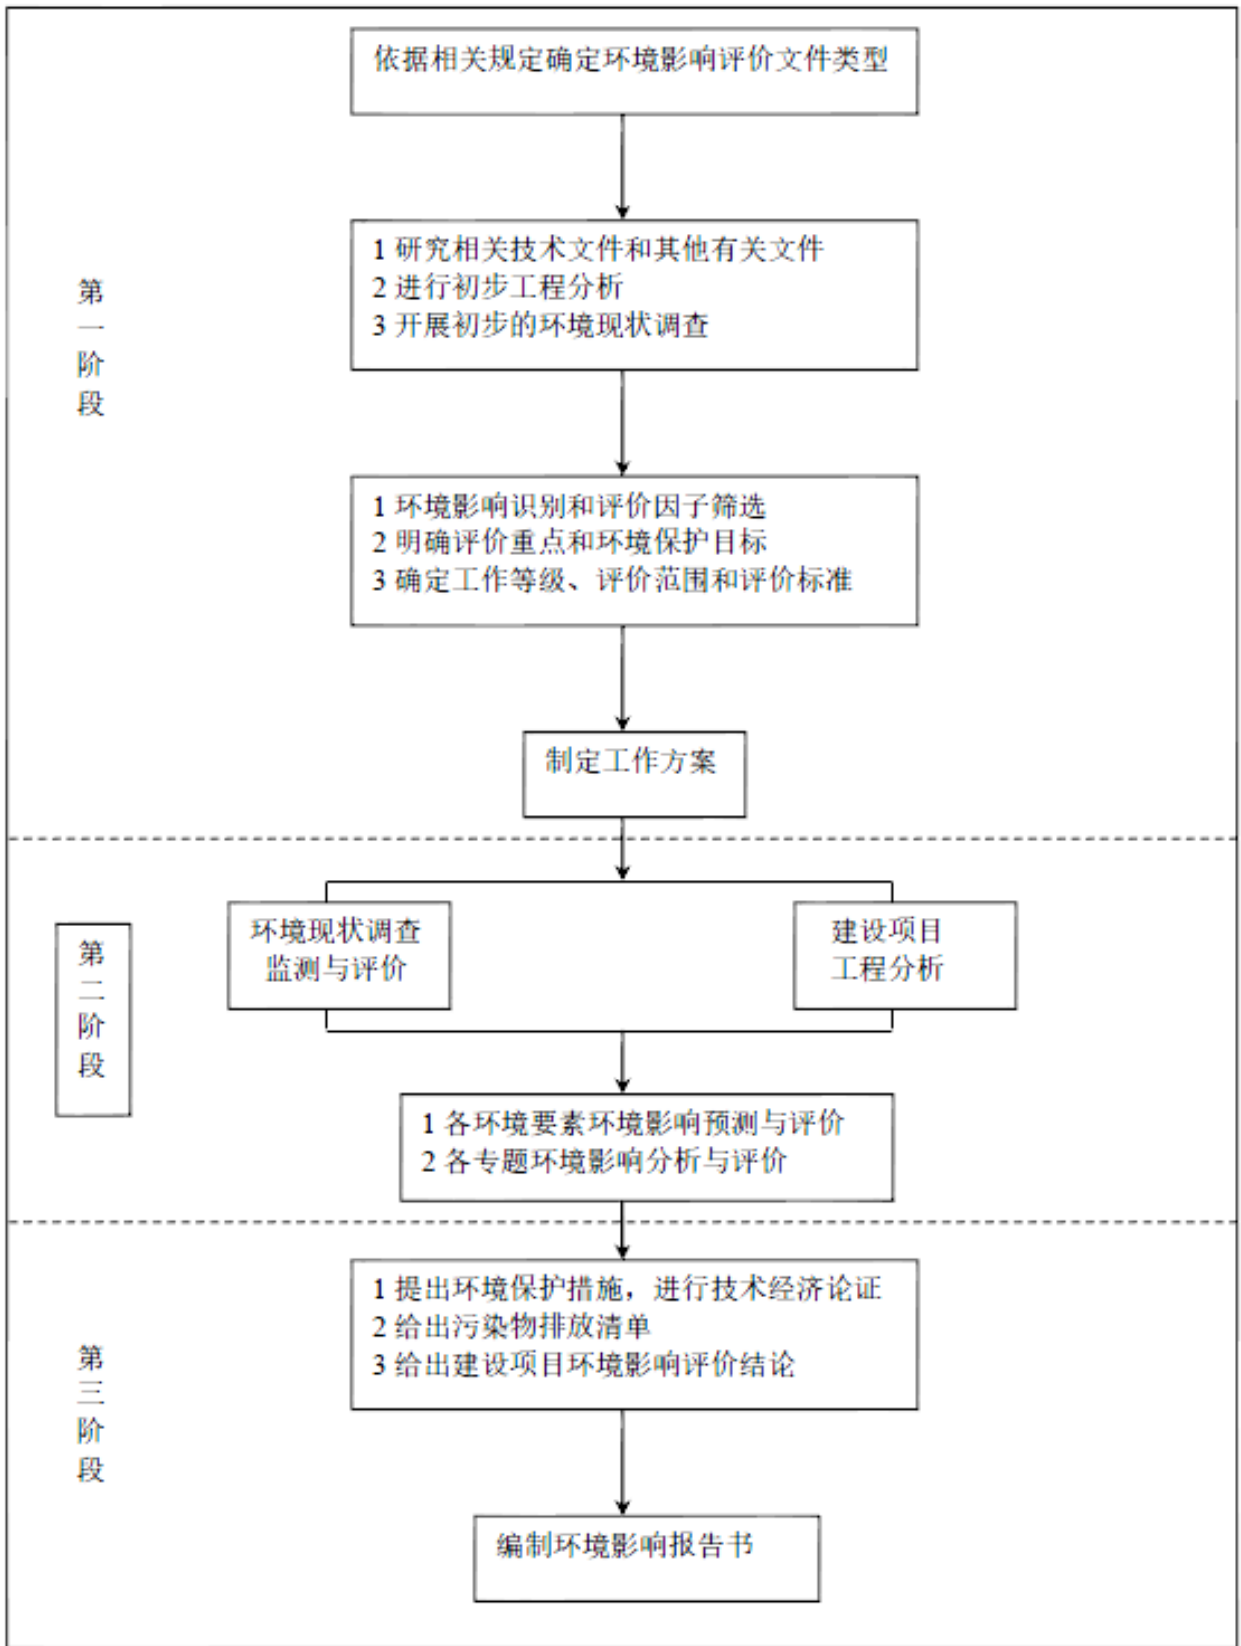 依据相关规定确定环境影响评价文件类型
1 研究相关技术文件和其他有关文件
2 进行初步工程分析
3 开展初步的环境现状调查
第
一
阶
段
1 环境影响识别和评价因子筛选
2 明确评价重点和环境保护目标
3 确定工作等级、评价范围和评价标准
制定工作方案
环境现状调查
监测与评价
建设项目
工程分析
第
二
阶
段
1 各环境要素环境影响预测与评价
2 各专题环境影响分析与评价
1 提出环境保护措施，进行技术经济论证
2 给出污染物排放清单
3 给出建设项目环境影响评价结论
第
三
阶
段
编制环境影响报告书